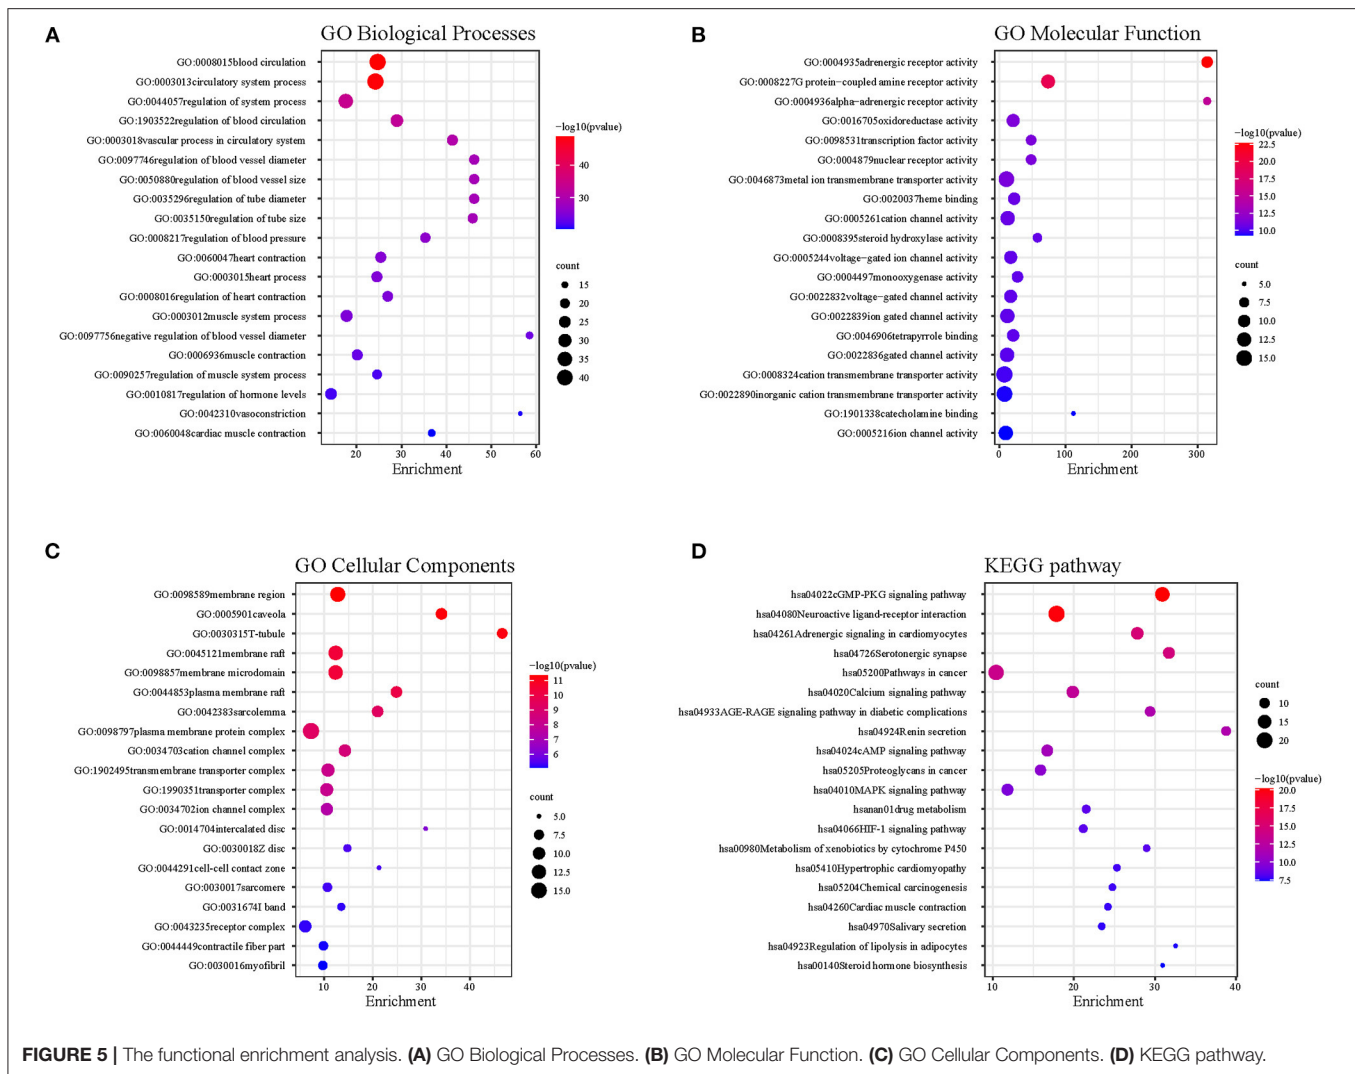 A
GO Biological Processes
GO:0008015blood circulation
GO:0003013circulatory system process
GO:0044057regulation of system process
GO:1903522regulation of blood circulation
GO:0003018vascular process in circulatory system
GO:0097746regulation of blood vessel diameter
GO:0050880regulation of blood vessel size
GO:0035296regulation of tube diameter
GO:0035150regulation of tube size
GO:0008217regulation of blood pressure
GO:0060047heart contraction
GO:0003015heart process
GO:0008016regulation of heart contraction
GO:0003012muscle system process
GO:0097756negative regulation of blood vessel diameter
GO:0006936muscle contraction
GO:0090257regulation of muscle system process
GO:0010817regulation of hormone levels
GO:0042310vasoconstriction
GO:0060048cardiac muscle contraction
20 30 40 50 60
Enrichment
−log10(pvalue)
40
30
count
15
20
25
30
35
40
B
GO Molecular Function
GO:0004935adrenergic receptor activity
GO:0008227G protein−coupled amine receptor activity
GO:0004936alpha−adrenergic receptor activity
GO:0016705oxidoreductase activity
GO:0098531transcription factor activity
GO:0004879nuclear receptor activity
GO:0046873metal ion transmembrane transporter activity
GO:0020037heme binding
GO:0005261cation channel activity
GO:0008395steroid hydroxylase activity
GO:0005244voltage−gated ion channel activity
GO:0004497monooxygenase activity
GO:0022832voltage−gated channel activity
GO:0022839ion gated channel activity
GO:0046906tetrapyrrole binding
GO:0022836gated channel activity
GO:0008324cation transmembrane transporter activity
GO:0022890inorganic cation transmembrane transporter activity
GO:1901338catecholamine binding
GO:0005216ion channel activity
0 100 200 300
Enrichment
−log10(pvalue)
22.5
20.0
17.5
15.0
12.5
10.0
count
5.0
7.5
10.0
12.5
15.0
C
GO Cellular Components
GO:0098589membrane region
GO:0005901caveola
GO:0030315T-tubule
GO:0045121membrane raft
GO:0098857membrane microdomain
GO:0044853plasma membrane raft
GO:0042383sarcolemma
GO:0098797plasma membrane protein complex
GO:0034703cation channel complex
GO:1902495transmembrane transporter complex
GO:1990351transporter complex
GO:0034702ion channel complex
GO:0014704intercalated disc
GO:0030018Z disc
GO:0044291cell-cell contact zone
GO:0030017sarcomere
GO:0031674I band
GO:0043235receptor complex
GO:0044449contractile fiber part
GO:0030016myofibril
10 20 30 40
Enrichment
−log10(pvalue)
11
10
9
8
7
6
count
5.0
7.5
10.0
12.5
15.0
D
KEGG pathway
hsa04022cGMP-PKG signaling pathway
hsa04080Neuroactive ligand-receptor interaction
hsa04261Adrenergic signaling in cardiomyocytes
hsa04726Serotonergic synapse
hsa05200Pathways in cancer
hsa04020Calcium signaling pathway
hsa04933AGE-RAGE signaling pathway in diabetic complications
hsa04924Renin secretion
hsa04024cAMP signaling pathway
hsa05205Proteoglycans in cancer
hsa04010MAPK signaling pathway
hsanan01drug metabolism
hsa04066HIF-1 signaling pathway
hsa00980Metabolism of xenobiotics by cytochrome P450
hsa05410Hypertrophic cardiomyopathy
hsa05204Chemical carcinogenesis
hsa04260Cardiac muscle contraction
hsa04970Salivary secretion
hsa04923Regulation of lipolysis in adipocytes
hsa00140Steroid hormone biosynthesis
10 20 30 40
Enrichment
count
10
15
20
−log10(pvalue)
20.0
17.5
15.0
12.5
10.0
7.5
FIGURE 5 | The functional enrichment analysis. (A) GO Biological Processes. (B) GO Molecular Function. (C) GO Cellular Components. (D) KEGG pathway.